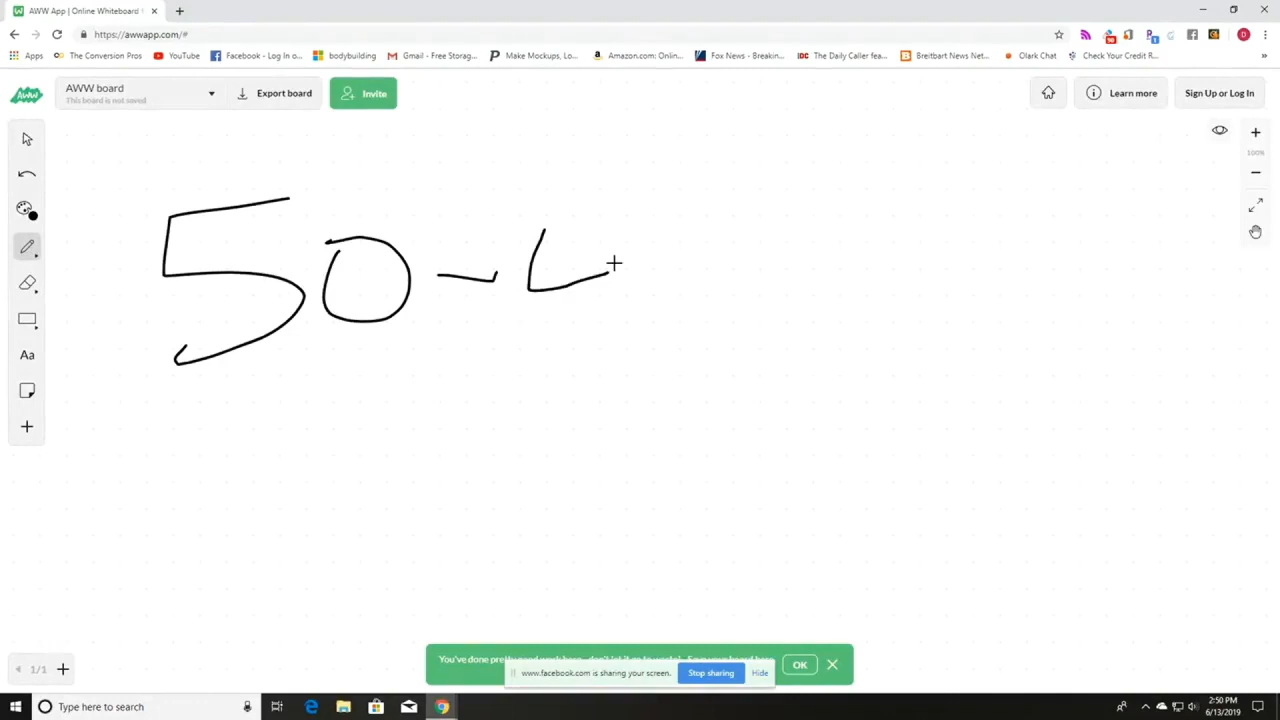 AWW App | Online Whiteboard
https://awwapp.com/#
Apps The Conversion Pros YouTube Facebook - Log In o... bodybuilding Gmail - Free Storag... Make Mockups, Lo... Amazon.com: Onlin... Fox News - Breakin... The Daily Caller fea... Breitbart News Net... Olark Chat Check Your Credit R...
AWW board
This board is not saved
Export board
Invite
Learn more
Sign Up or Log In
100%
50-
Aa
1/1
OK
www.facebook.com is sharing your screen.
Stop sharing
Hide
Type here to search
2:50 PM
6/13/2019